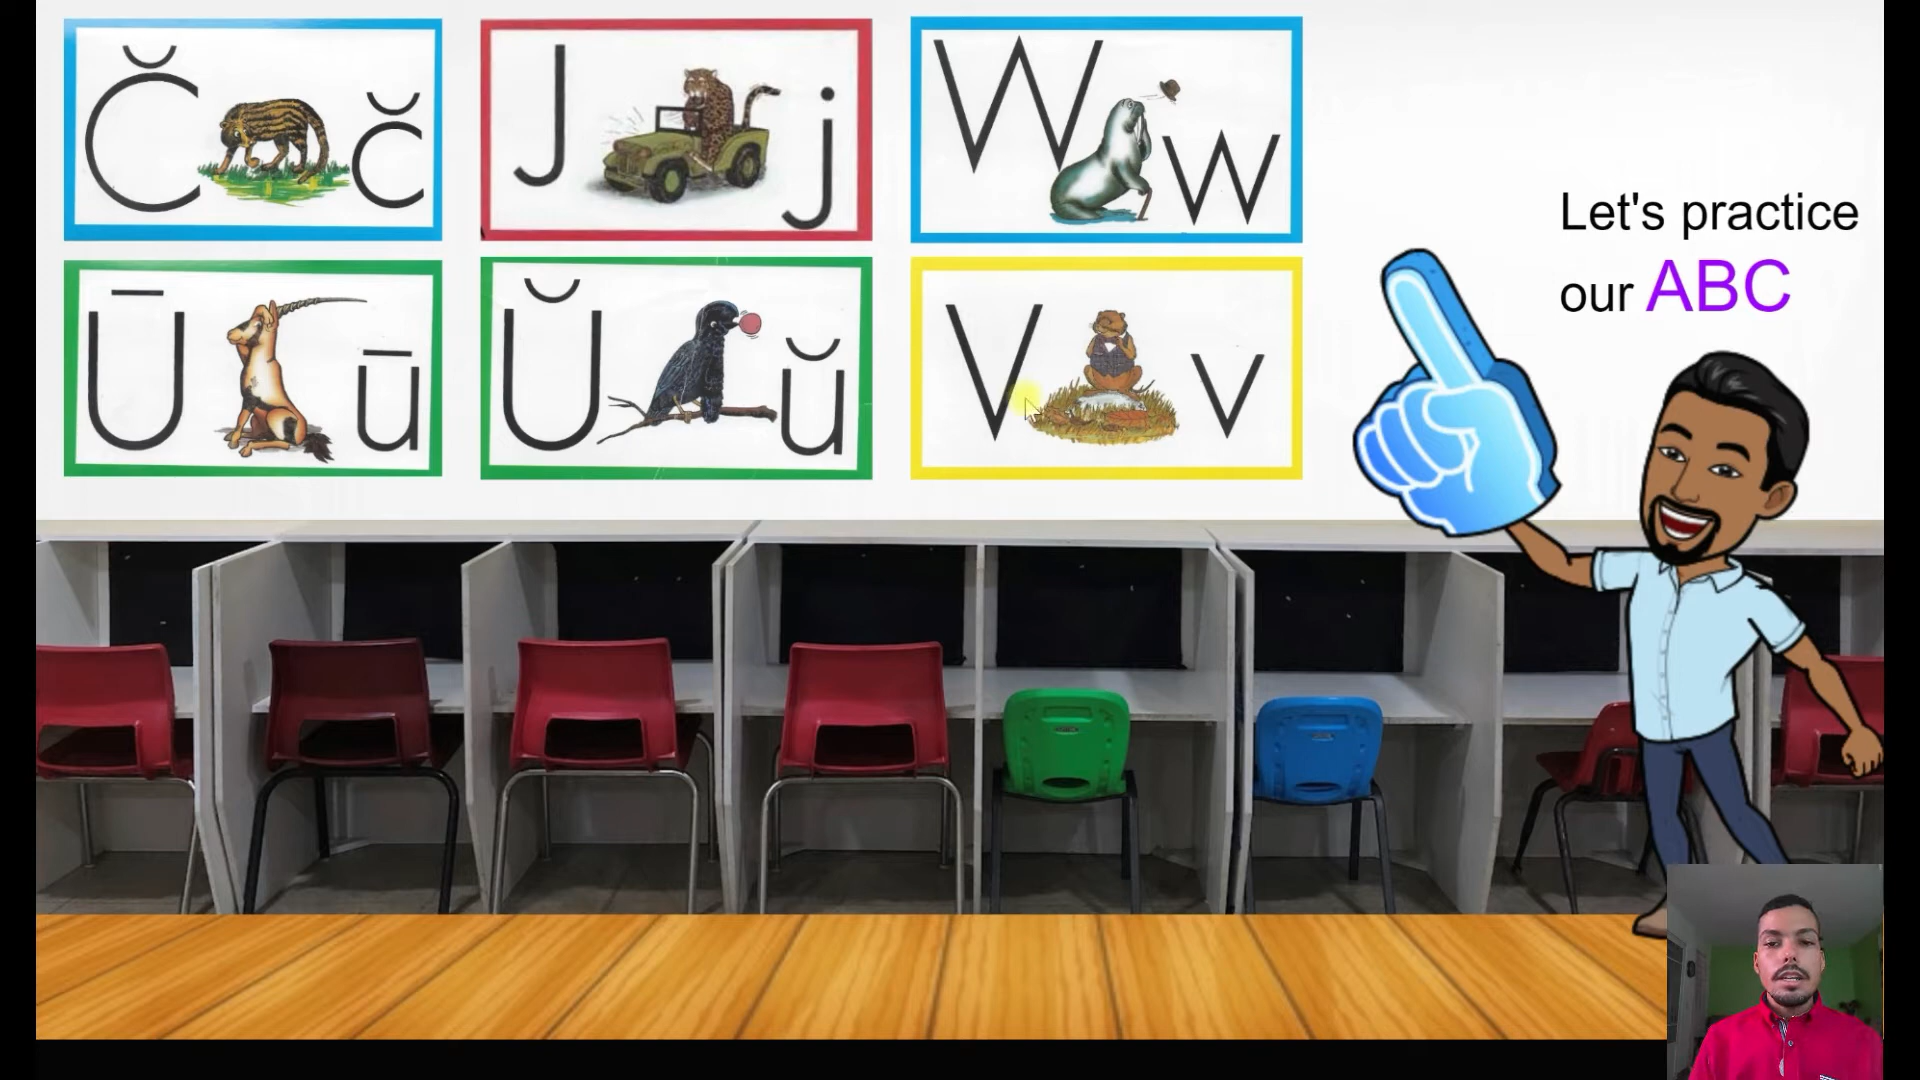 C̆ c̆
J j
W w
Ū ū
Ŭ ŭ
V v
Let's practice
our ABC